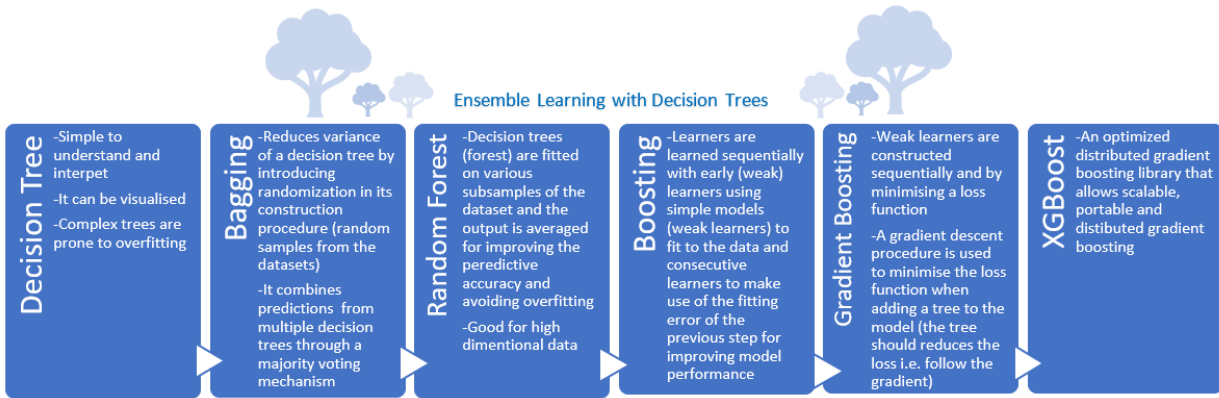 Ensemble Learning with Decision Trees
Decision Tree
-Simple to
understand and
interpet
-It can be visualised
-Complex trees are
prone to overfitting
Bagging
-Reduces variance
of a decision tree by
introducing
randomization in its
construction
procedure (random
samples from the
datasets)
-It combines
predictions from
multiple decision
trees through a
majority voting
mechanism
Random Forest
-Decision trees
(forest) are fitted
on various
subsamples of the
dataset and the
output is averaged
for improving the
peredictive
accuracy and
avoiding overfitting
-Good for high
dimentional data
Boosting
-Learners are
learned sequentially
with early (weak)
learners using
simple models
(weak learners) to
fit to the data and
consecutive
learners to make
use of the fitting
error of the
previous step for
improving model
performance
Gradient Boosting
-Weak learners are
constructed
sequentially and by
minimising a loss
function
-A gradient descent
procedure is used
to minimise the loss
function when
adding a tree to the
model (the tree
should reduces the
loss i.e. follow the
gradient)
XGBoost
-An optimized
distributed gradient
boosting library that
allows scalable,
portable and
distibuted gradient
boosting